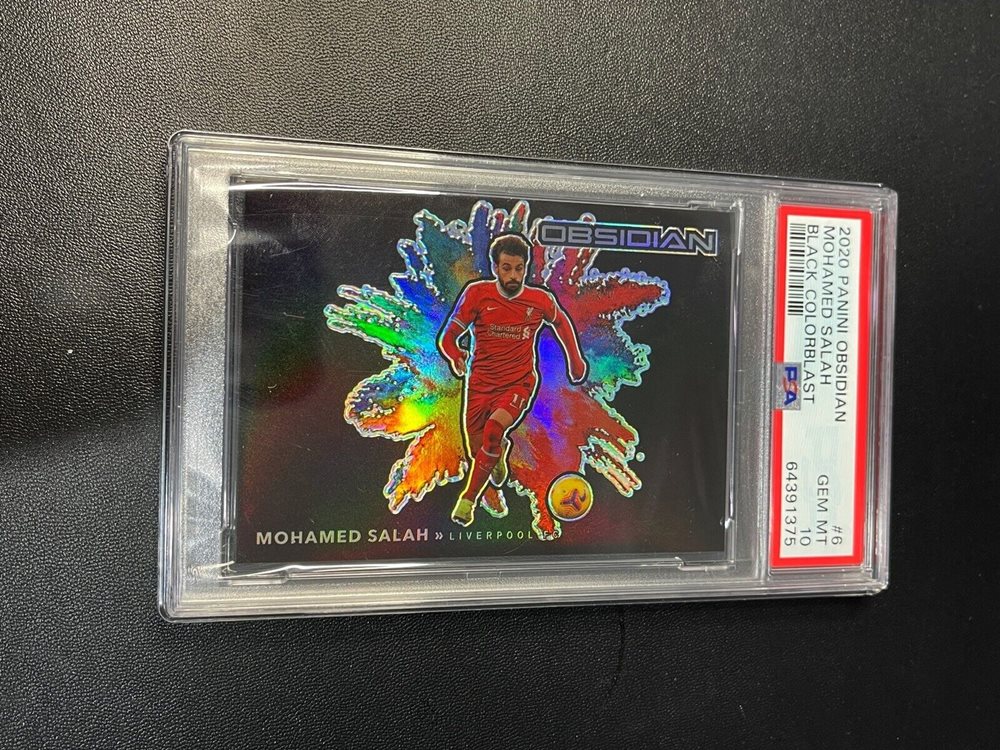 OBSIDIAN
Standard
Chartered
11
MOHAMED SALAH » LIVERPOOL FC
2020 PANINI OBSIDIAN #6
MOHAMED SALAH GEM MT
BLACK COLORBLAST 10
PSA 64391375